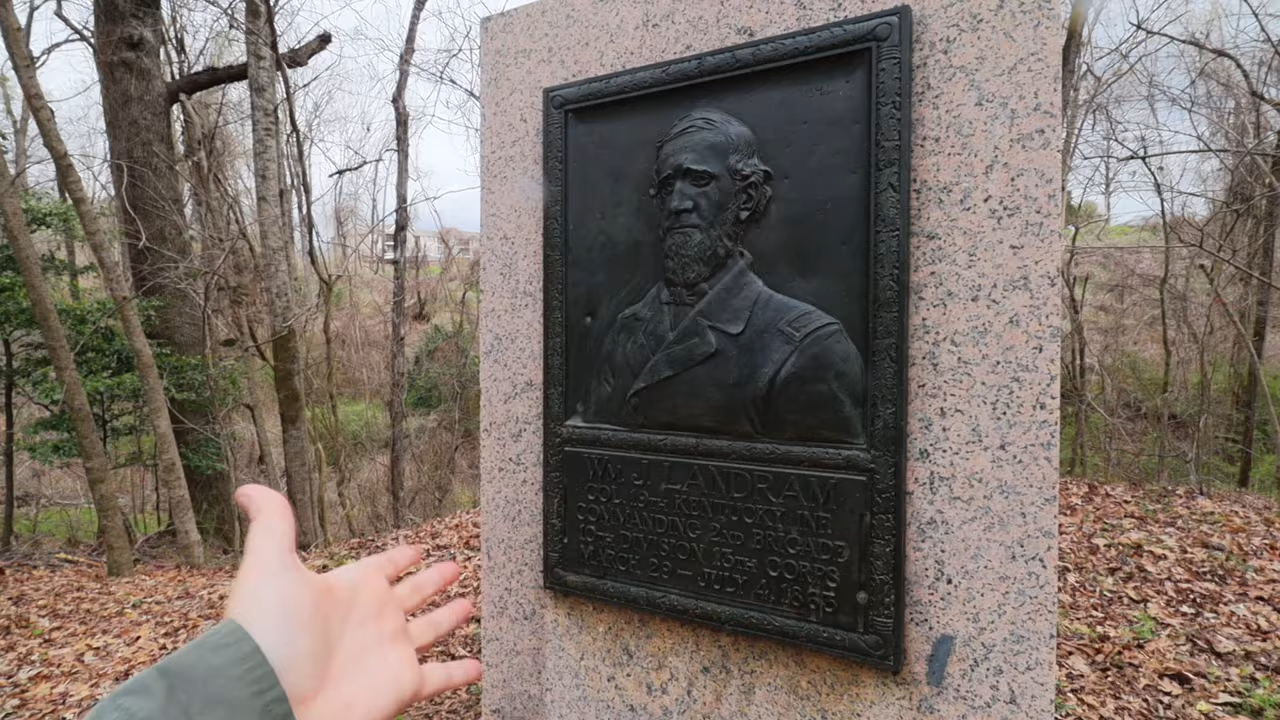 WM J. LANDRAM
COL. 19TH KENTUCKY INF.
COMMANDING 2ND BRIGADE
10TH DIVISION 13TH CORPS
MARCH 29 — JULY 4, 1863